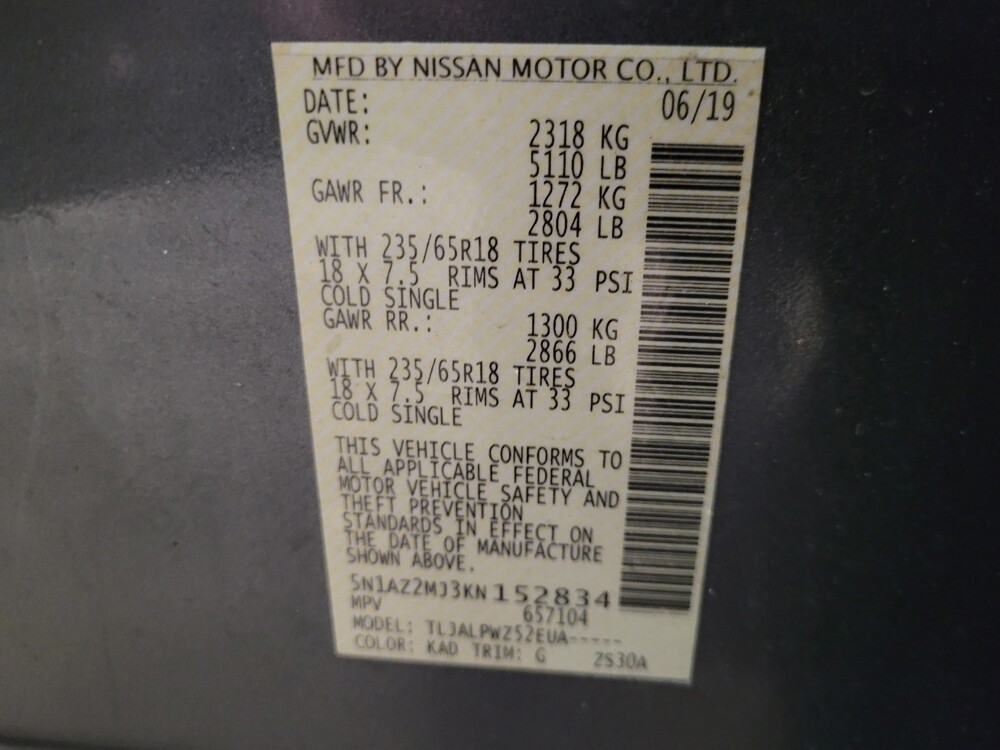 MFD BY NISSAN MOTOR CO., LTD.
DATE: 06/19
GVWR: 2318 KG
5110 LB
GAWR FR.: 1272 KG
2804 LB
WITH 235/65R18 TIRES
18 X 7.5 RIMS AT 33 PSI
COLD SINGLE
GAWR RR.: 1300 KG
2866 LB
WITH 235/65R18 TIRES
18 X 7.5 RIMS AT 33 PSI
COLD SINGLE
THIS VEHICLE CONFORMS TO
ALL APPLICABLE FEDERAL
MOTOR VEHICLE SAFETY AND
THEFT PREVENTION
STANDARDS IN EFFECT ON
THE DATE OF MANUFACTURE
SHOWN ABOVE.
5N1AZ2MJ3KN152834
MPV 657104
MODEL: TLJALPWZ52EUA-----
COLOR: KAD TRIM: G ZS30A